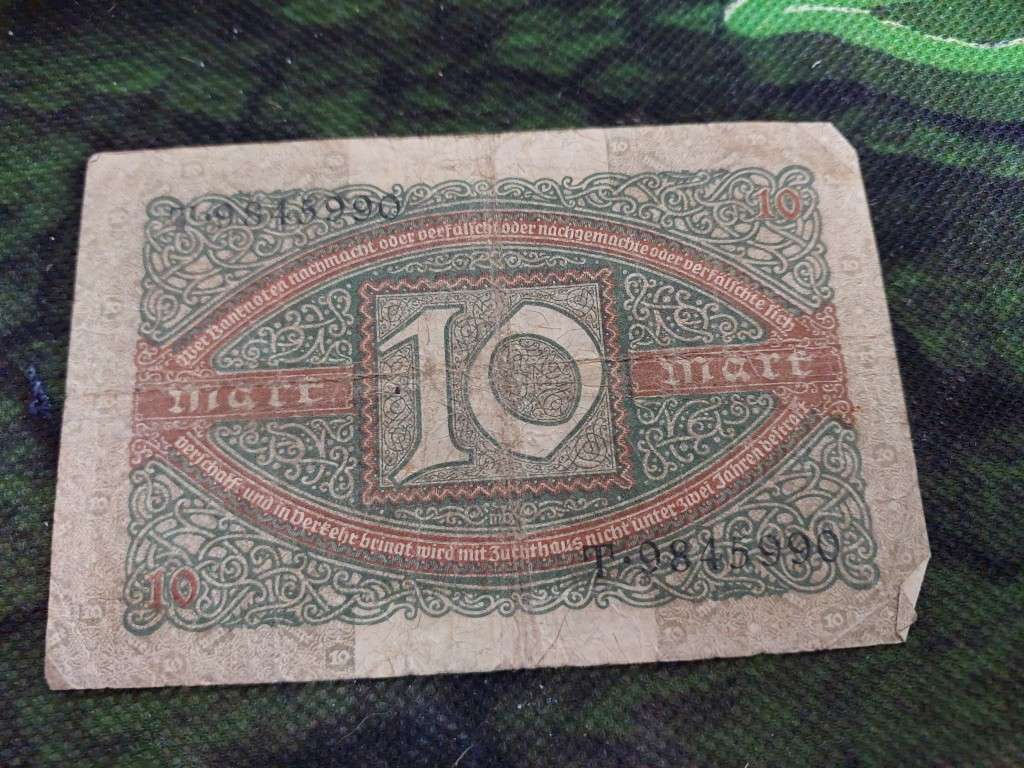 T·9845990
10
Wer Banknoten nachmacht oder verfälscht oder nachgemachte oder verfälschte sich
10
Mark
Mark
verschafft und in Verkehr bringt, wird mit Zuchthaus nicht unter zwei Jahren bestraft
T·9845990
10